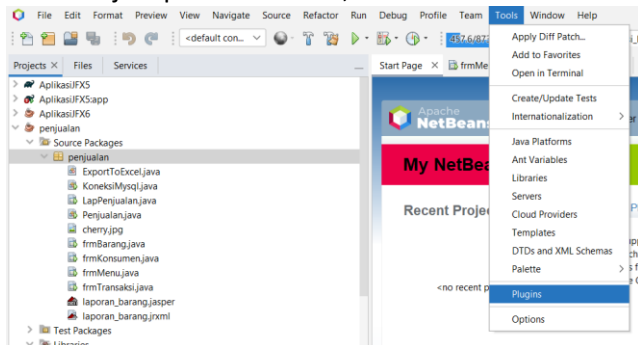 File Edit Format Preview View Navigate Source Refactor Run Debug Profile Team Tools Window Help
<default con...
Projects Files Services
Start Page
AplikasiJFX5
AplikasiJFX5:app
AplikasiJFX6
penjualan
Source Packages
penjualan
ExportToExcel.java
KoneksiMysql.java
LapPenjualan.java
Penjualan.java
cherry.jpg
frmBarang.java
frmKonsumen.java
frmMenu.java
frmTransaksi.java
laporan_barang.jasper
laporan_barang.jrxml
Test Packages
Libraries
Apache
NetBeans
My NetBea
Recent Proje
<no recent p
Apply Diff Patch...
Add to Favorites
Open in Terminal
Create/Update Tests
Internationalization
Java Platforms
Ant Variables
Libraries
Servers
Cloud Providers
Templates
DTDs and XML Schemas
Palette
Plugins
Options